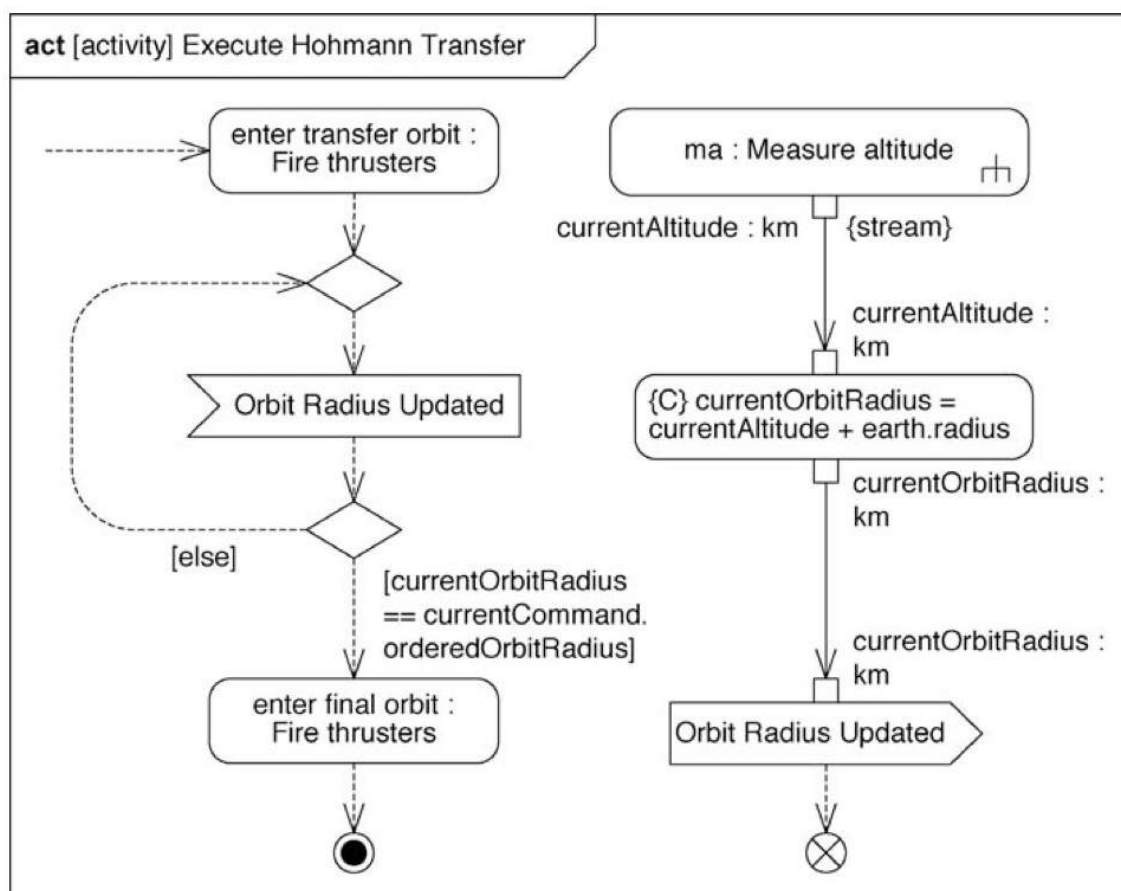 act [activity] Execute Hohmann Transfer
enter transfer orbit :
Fire thrusters
Orbit Radius Updated
[else]
[currentOrbitRadius
== currentCommand.
orderedOrbitRadius]
enter final orbit :
Fire thrusters
ma : Measure altitude
currentAltitude : km {stream}
currentAltitude :
km
{C} currentOrbitRadius =
currentAltitude + earth.radius
currentOrbitRadius :
km
currentOrbitRadius :
km
Orbit Radius Updated